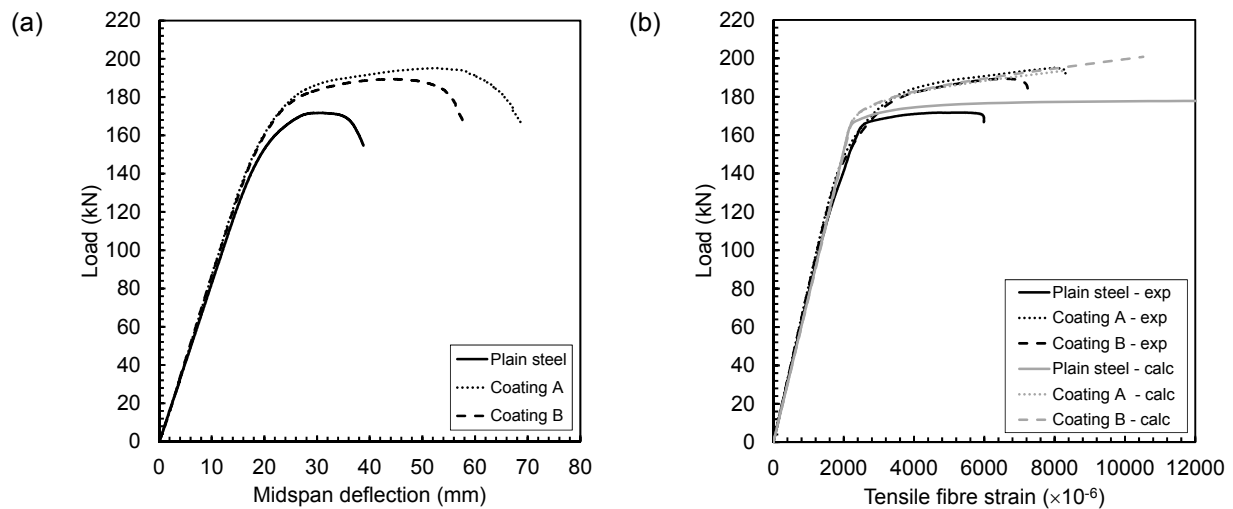 (a)
220
200
180
160
140
120
100
80
60
40
20
0
Load (kN)
0 10 20 30 40 50 60 70 80
Midspan deflection (mm)
Plain steel
Coating A
Coating B
(b)
220
200
180
160
140
120
100
80
60
40
20
0
Load (kN)
0 2000 4000 6000 8000 10000 12000
Tensile fibre strain (×10⁻⁶)
Plain steel - exp
Coating A - exp
Coating B - exp
Plain steel - calc
Coating A - calc
Coating B - calc